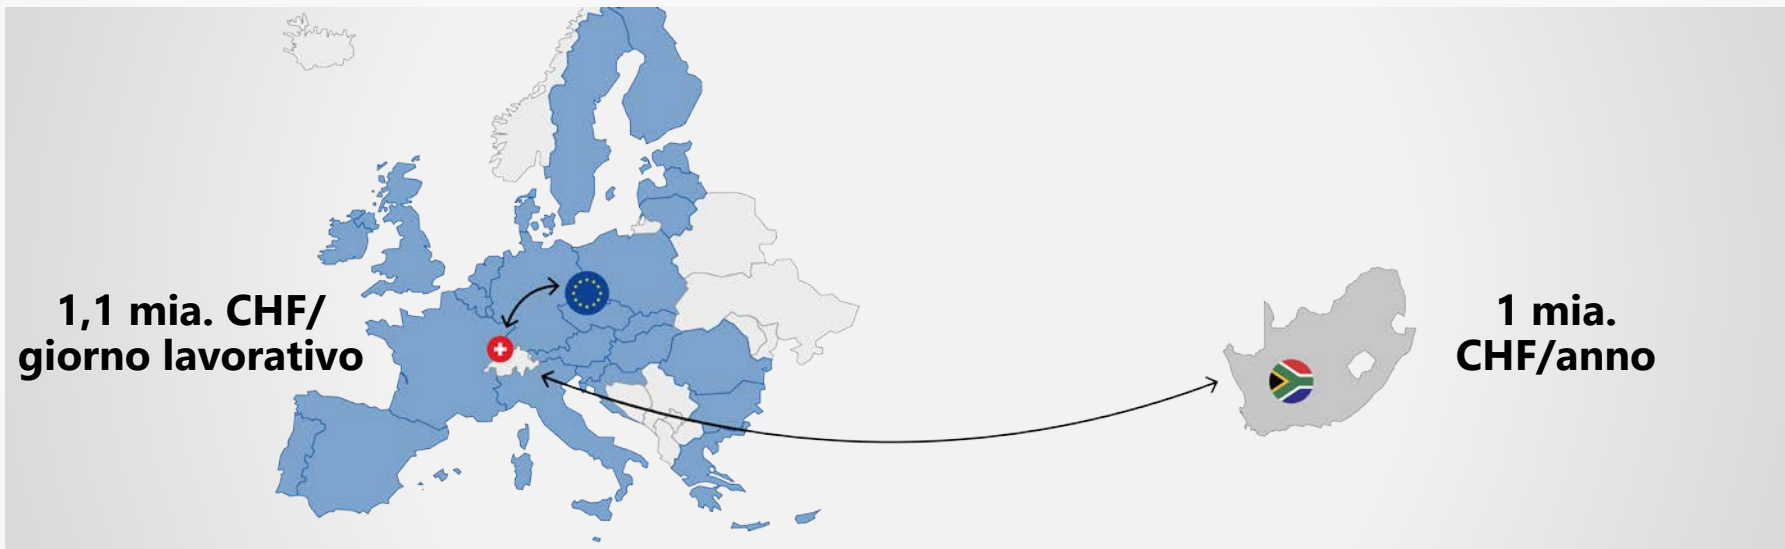 1,1 mia. CHF/
giorno lavorativo
1 mia.
CHF/anno